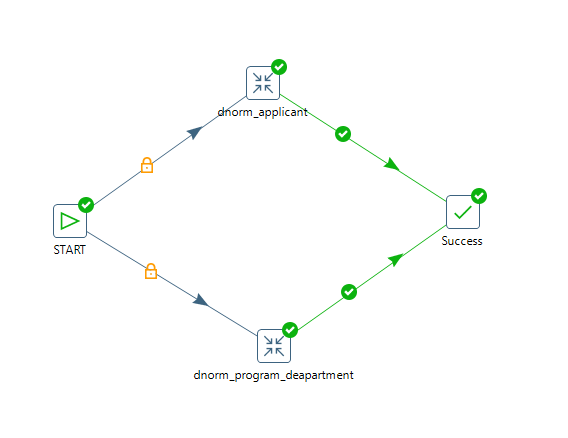 dnorm_applicant
START
Success
dnorm_program_deapartment